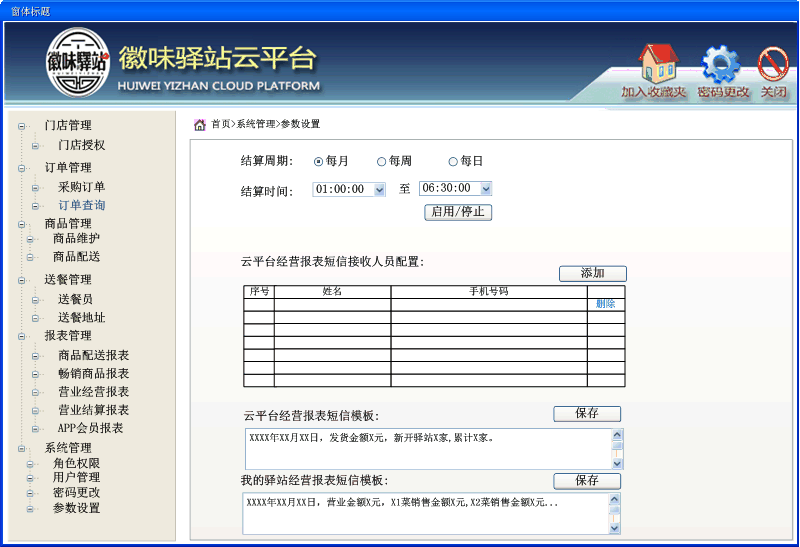 窗体标题
徽味驿站
徽味驿站云平台
HUIWEI YIZHAN CLOUD PLATFORM
加入收藏夹 密码更改 关闭
首页>系统管理>参数设置
门店管理
门店授权
订单管理
采购订单
订单查询
商品管理
商品维护
商品配送
送餐管理
送餐员
送餐地址
报表管理
商品配送报表
畅销商品报表
营业经营报表
营业结算报表
APP会员报表
系统管理
角色权限
用户管理
密码更改
参数设置
结算周期: 每月 每周 每日
结算时间: 01:00:00 至 06:30:00
启用/停止
云平台经营报表短信接收人员配置:
添加
序号 姓名 手机号码
删除
云平台经营报表短信模板: 保存
XXXX年XX月XX日，发货金额X元，新开驿站X家,累计X家。
我的驿站经营报表短信模板: 保存
XXXX年XX月XX日，营业金额X元，X1菜销售金额X元,X2菜销售金额X元...